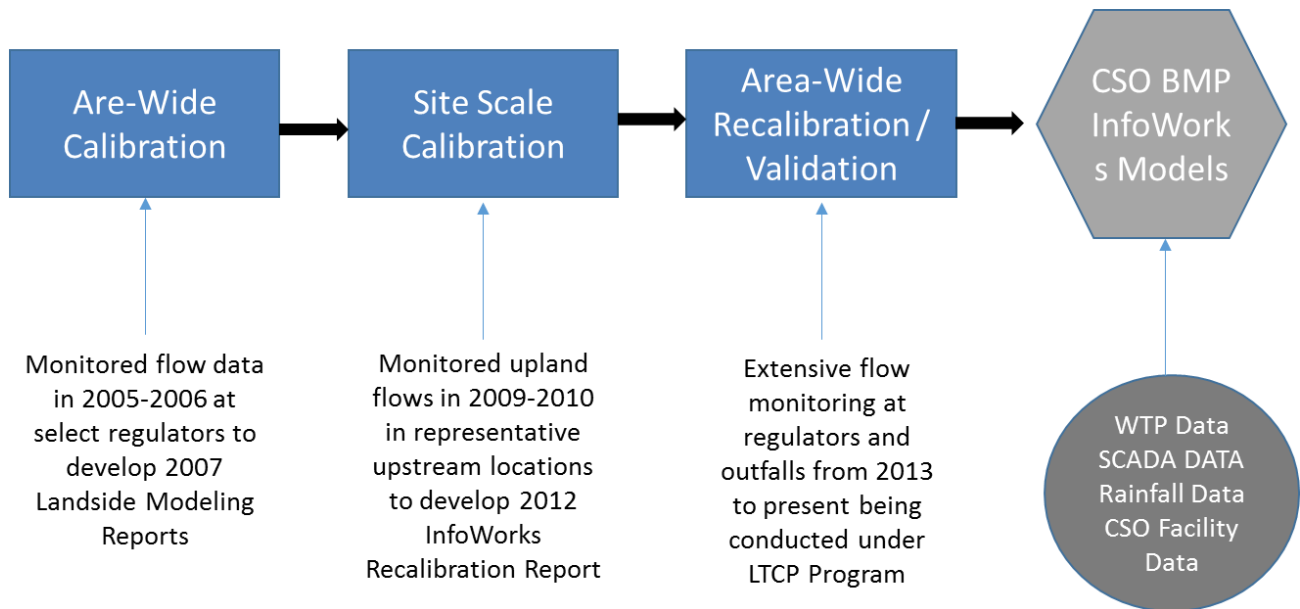 Are-Wide
Calibration
Site Scale
Calibration
Area-Wide
Recalibration /
Validation
CSO BMP
InfoWork
s Models
Monitored flow data
in 2005-2006 at
select regulators to
develop 2007
Landside Modeling
Reports
Monitored upland
flows in 2009-2010
in representative
upstream locations
to develop 2012
InfoWorks
Recalibration Report
Extensive flow
monitoring at
regulators and
outfalls from 2013
to present being
conducted under
LTCP Program
WTP Data
SCADA DATA
Rainfall Data
CSO Facility
Data